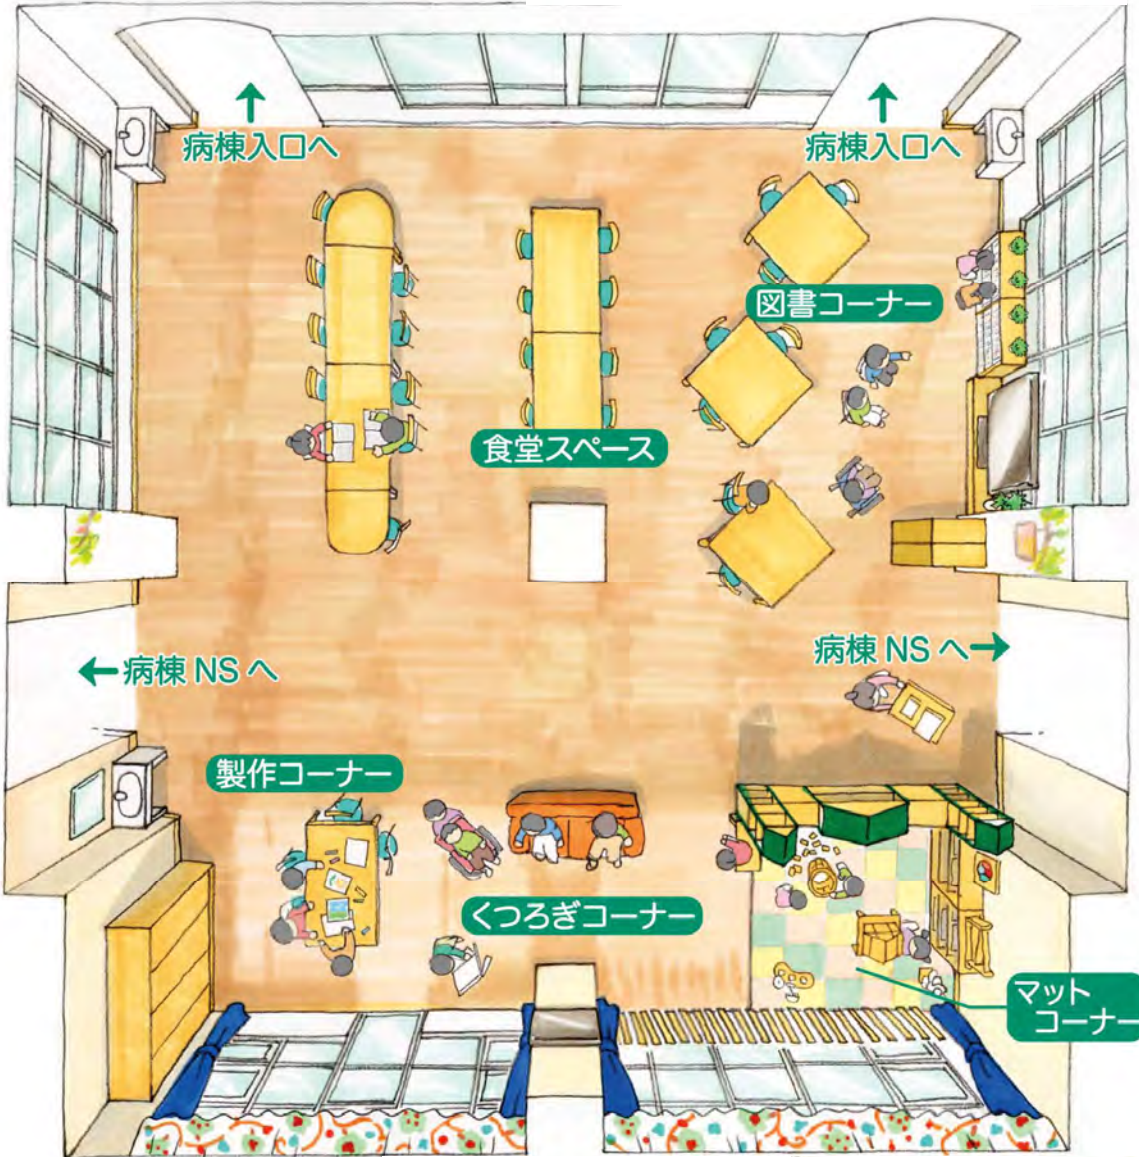 病棟入口へ
病棟入口へ
図書コーナー
食堂スペース
病棟 NS へ
病棟 NS へ
製作コーナー
くつろぎコーナー
マット
コーナー